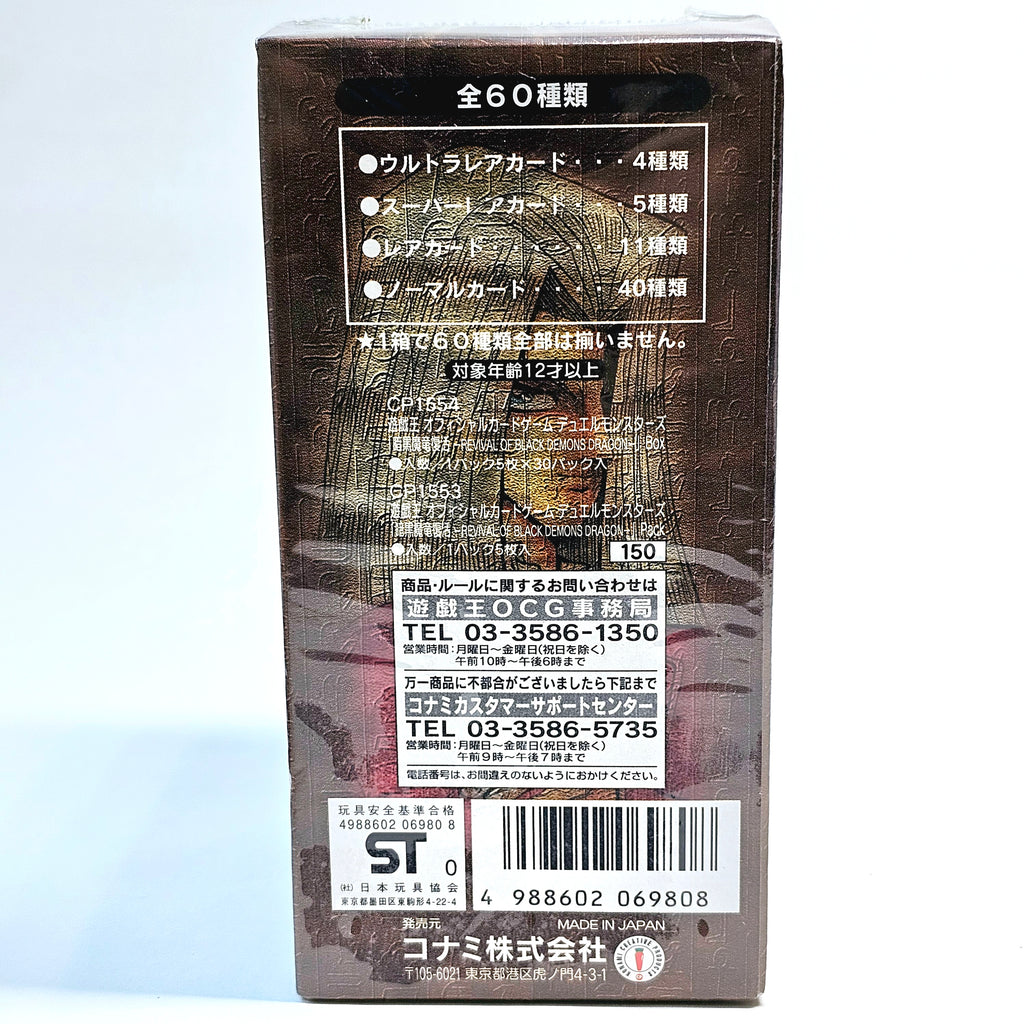 全６０種類
●ウルトラレアカード・・・4種類
●スーパーレアカード・・・5種類
●レアカード・・・・・・11種類
●ノーマルカード・・・・40種類
★1箱で６０種類全部は揃いません。
対象年齢12才以上
CP1654
遊戯王 オフィシャルカードゲーム デュエルモンスターズ
暗黒魔竜復活 ~REVIVAL OF BLACK DEMONS DRAGON~ Box
●入数／1パック5枚×30パック入
CP1553
遊戯王 オフィシャルカードゲーム デュエルモンスターズ
暗黒魔竜復活 ~REVIVAL OF BLACK DEMONS DRAGON~ Pack
●入数／1パック5枚入
150
商品・ルールに関するお問い合わせは
遊戯王OCG事務局
TEL 03-3586-1350
営業時間：月曜日～金曜日(祝日を除く)
午前10時～午後6時まで
万一商品に不都合がございましたら下記まで
コナミカスタマーサポートセンター
TEL 03-3586-5735
営業時間：月曜日～金曜日(祝日を除く)
午前9時～午後7時まで
電話番号は、お間違えのないようにおかけください。
玩具安全基準合格
4988602 06980 8
ST 0
(社) 日本玩具協会
東京都墨田区東駒形4-22-4
4 988602 069808
発売元
MADE IN JAPAN
コナミ株式会社
KONAMI CREATIVE PRODUCTS
〒105-6021 東京都港区虎ノ門4-3-1